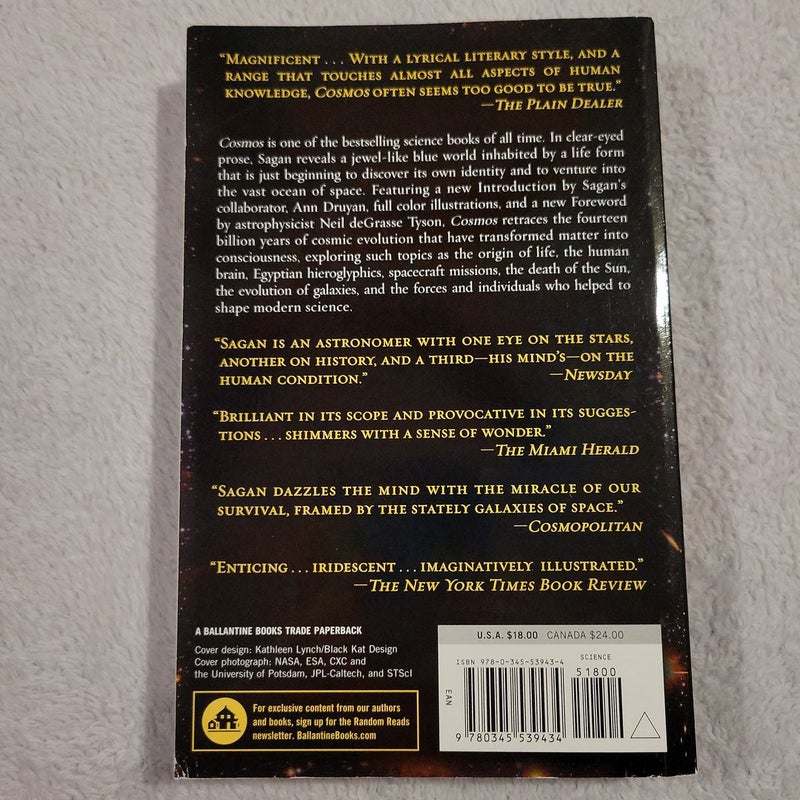 “Magnificent . . . With a lyrical literary style, and a
range that touches almost all aspects of human
knowledge, Cosmos often seems too good to be true.”
—The Plain Dealer
Cosmos is one of the bestselling science books of all time. In clear-eyed
prose, Sagan reveals a jewel-like blue world inhabited by a life form
that is just beginning to discover its own identity and to venture into
the vast ocean of space. Featuring a new Introduction by Sagan’s
collaborator, Ann Druyan, full color illustrations, and a new Foreword
by astrophysicist Neil deGrasse Tyson, Cosmos retraces the fourteen
billion years of cosmic evolution that have transformed matter into
consciousness, exploring such topics as the origin of life, the human
brain, Egyptian hieroglyphics, spacecraft missions, the death of the Sun,
the evolution of galaxies, and the forces and individuals who helped to
shape modern science.
“Sagan is an astronomer with one eye on the stars,
another on history, and a third—his mind’s—on the
human condition.” —Newsday
“Brilliant in its scope and provocative in its sugges-
tions . . . shimmers with a sense of wonder.”
—The Miami Herald
“Sagan dazzles the mind with the miracle of our
survival, framed by the stately galaxies of space.”
—Cosmopolitan
“Enticing . . . iridescent . . . imaginatively illustrated.”
—The New York Times Book Review
A BALLANTINE BOOKS TRADE PAPERBACK
Cover design: Kathleen Lynch/Black Kat Design
Cover photograph: NASA, ESA, CXC and
the University of Potsdam, JPL-Caltech, and STScI
For exclusive content from our authors
and books, sign up for the Random Reads
newsletter. BallantineBooks.com
U.S.A. $18.00 CANADA $24.00
ISBN 978-0-345-53943-4
SCIENCE
51800
EAN
9 780345 539434